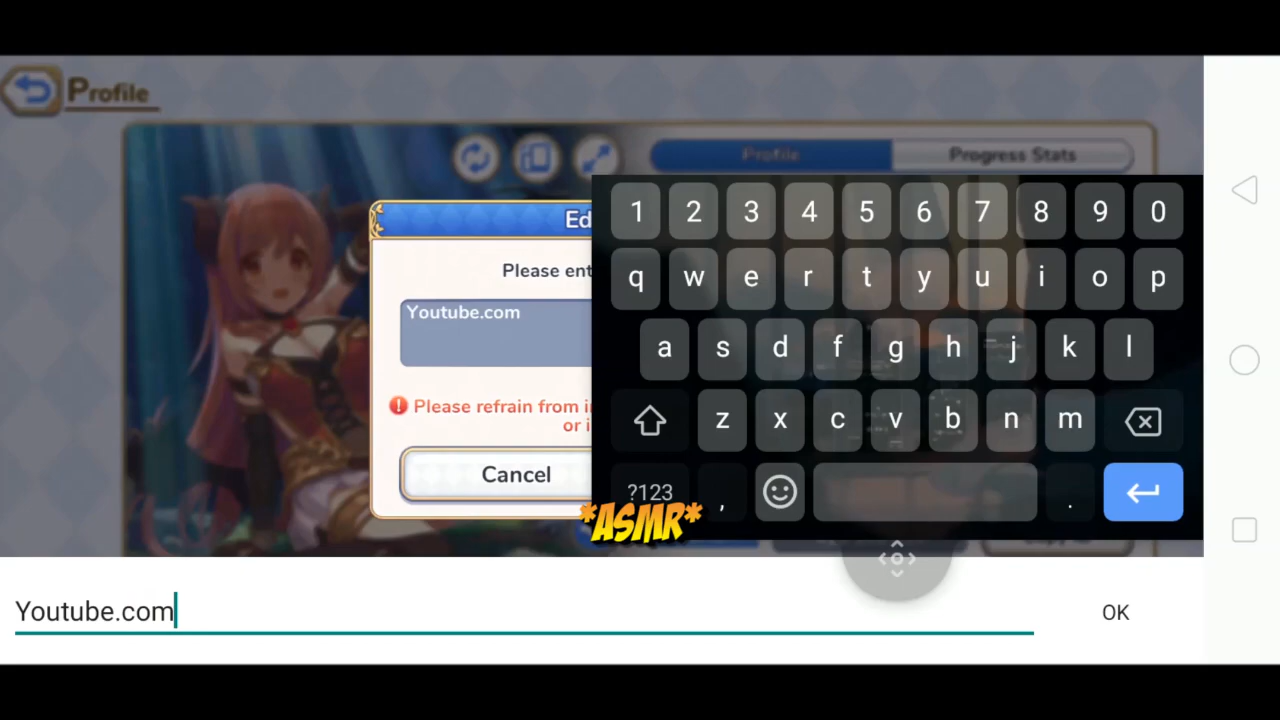 Profile
Profile
Progress Stats
Ed
Please ent
Youtube.com
Please refrain from i
or i
Cancel
1 2 3 4 5 6 7 8 9 0
q w e r t y u i o p
a s d f g h j k l
z x c v b n m
?123 , .
*ASMR*
Youtube.com
OK